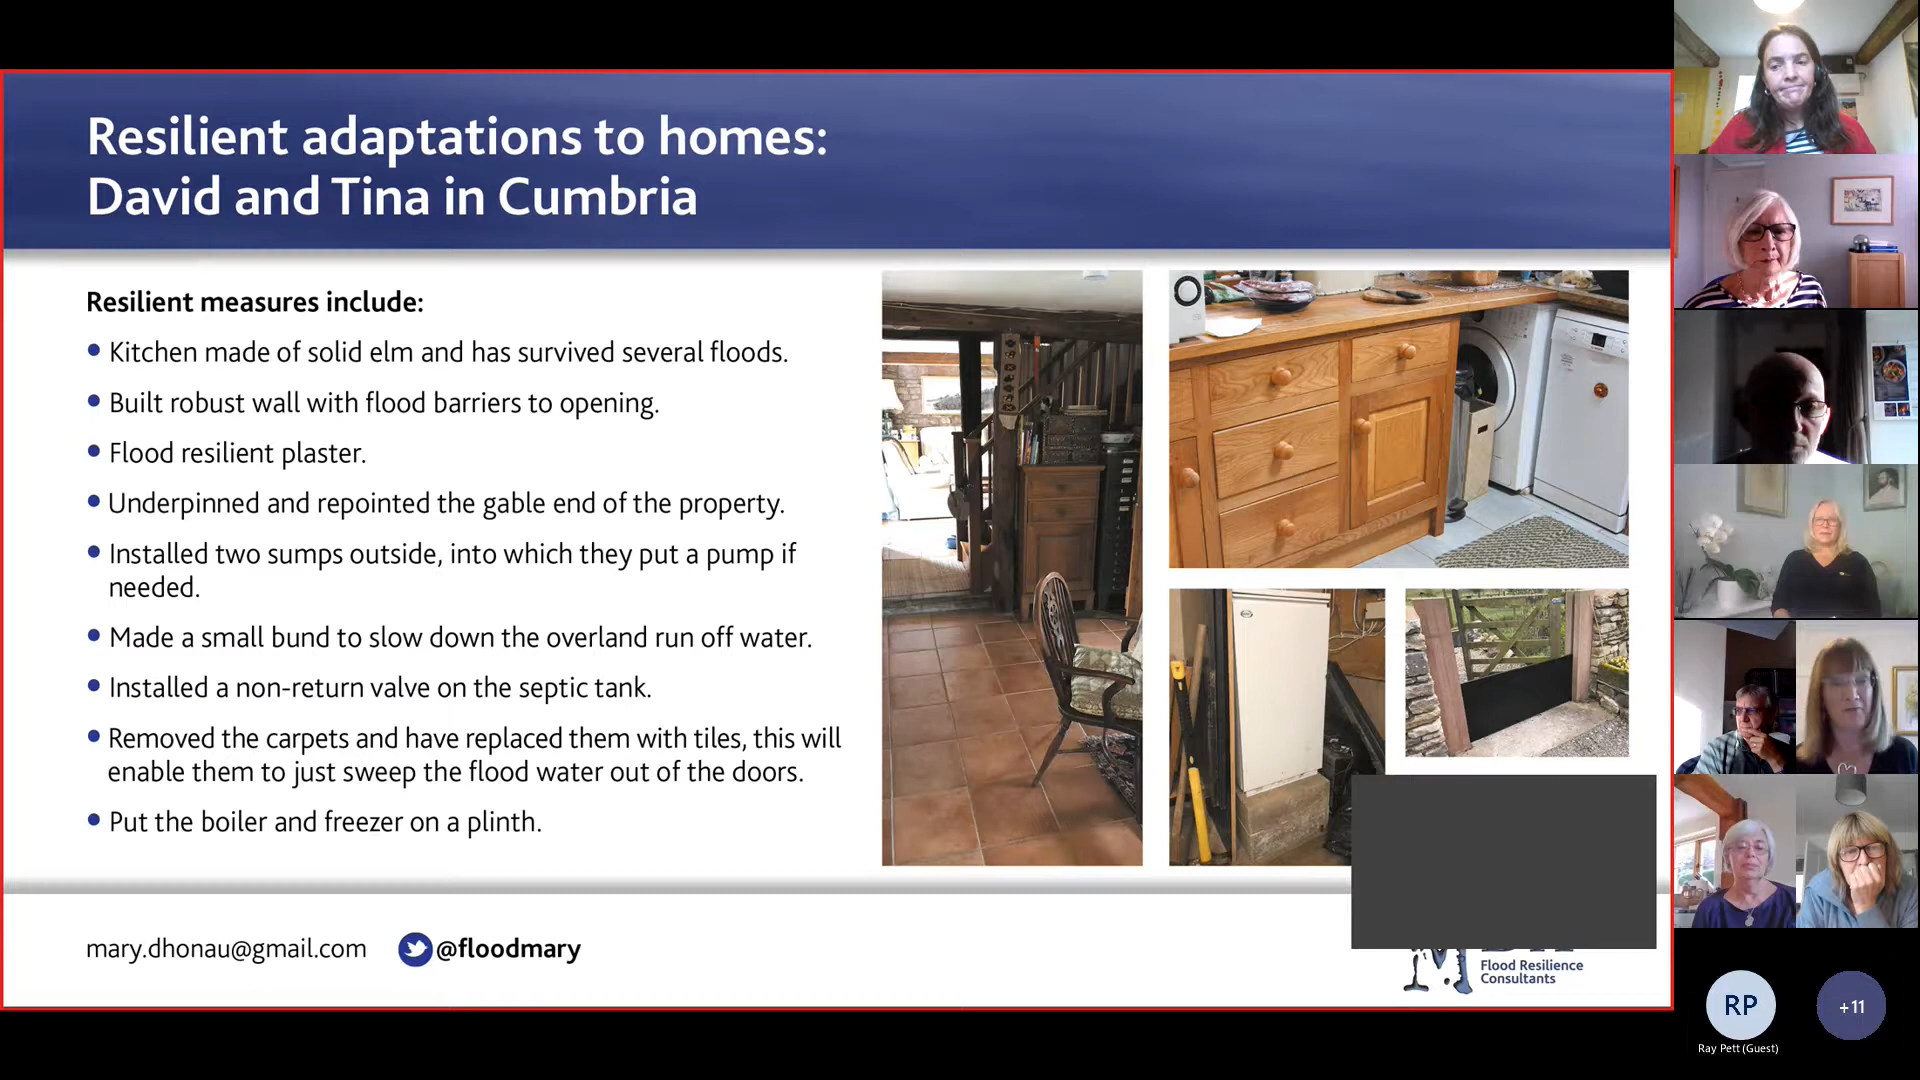 Resilient adaptations to homes:
David and Tina in Cumbria
Resilient measures include:
• Kitchen made of solid elm and has survived several floods.
• Built robust wall with flood barriers to opening.
• Flood resilient plaster.
• Underpinned and repointed the gable end of the property.
• Installed two sumps outside, into which they put a pump if
needed.
• Made a small bund to slow down the overland run off water.
• Installed a non-return valve on the septic tank.
• Removed the carpets and have replaced them with tiles, this will
enable them to just sweep the flood water out of the doors.
• Put the boiler and freezer on a plinth.
mary.dhonau@gmail.com @floodmary
Flood Resilience
Consultants
RP
+11
Ray Pett (Guest)